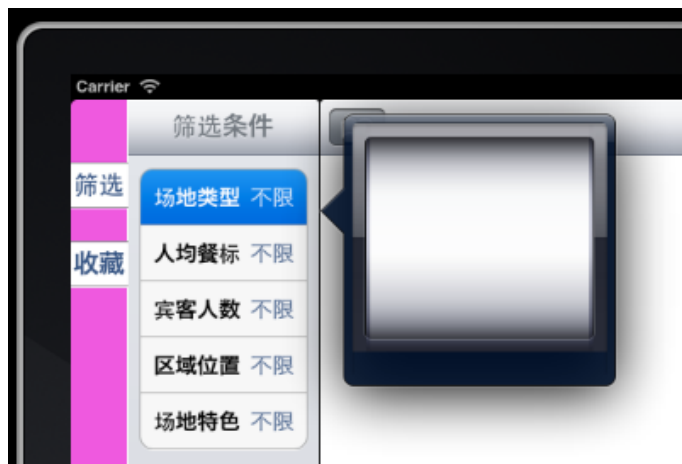 Carrier
筛选条件
筛选
收藏
场地类型 不限
人均餐标 不限
宾客人数 不限
区域位置 不限
场地特色 不限